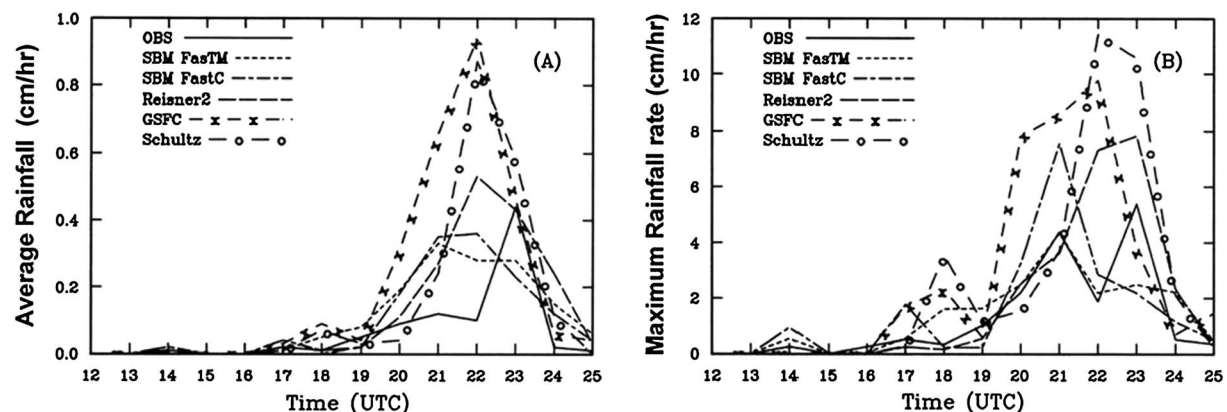 Average Rainfall (cm/hr)
1.0
0.8
0.6
0.4
0.2
0.0
OBS
SBM FasTM
SBM FastC
Reisner2
GSFC
Schultz
(A)
12 13 14 15 16 17 18 19 20 21 22 23 24 25
Time (UTC)
Maximum Rainfall rate (cm/hr)
12
10
8
6
4
2
0
OBS
SBM FasTM
SBM FastC
Reisner2
GSFC
Schultz
(B)
12 13 14 15 16 17 18 19 20 21 22 23 24 25
Time (UTC)